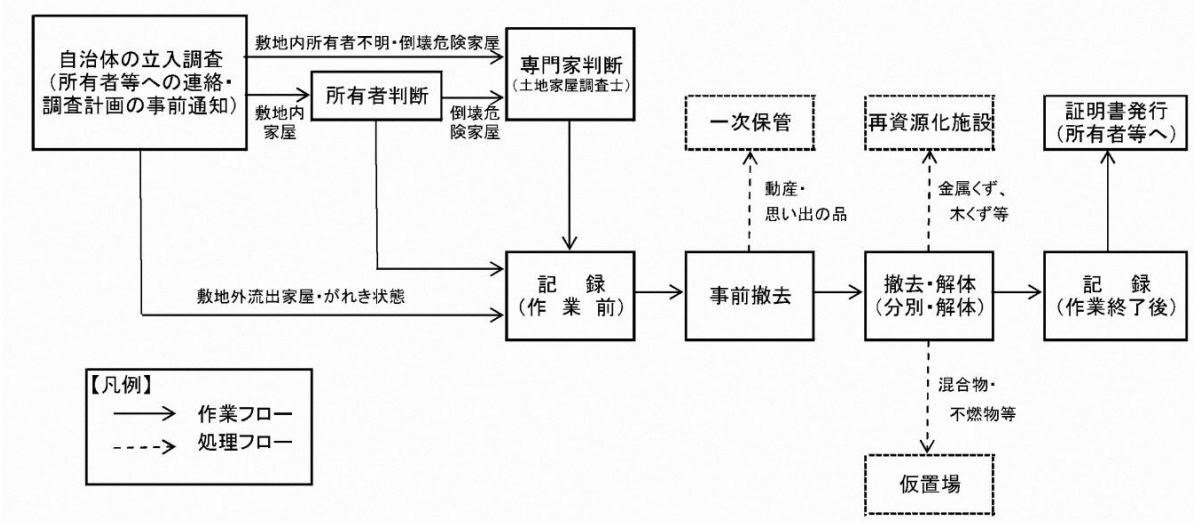 自治体の立入調査
(所有者等への連絡・
調査計画の事前通知)
敷地内所有者不明・倒壊危険家屋
敷地内
家屋
所有者判断
倒壊危
険家屋
専門家判断
(土地家屋調査士)
敷地外流出家屋・がれき状態
記 録
(作 業 前)
事前撤去
動産・
思い出の品
一次保管
撤去・解体
(分別・解体)
金属くず、
木くず等
再資源化施設
混合物・
不燃物等
仮置場
記 録
(作業終了後)
証明書発行
(所有者等へ)
【凡例】
作業フロー
処理フロー